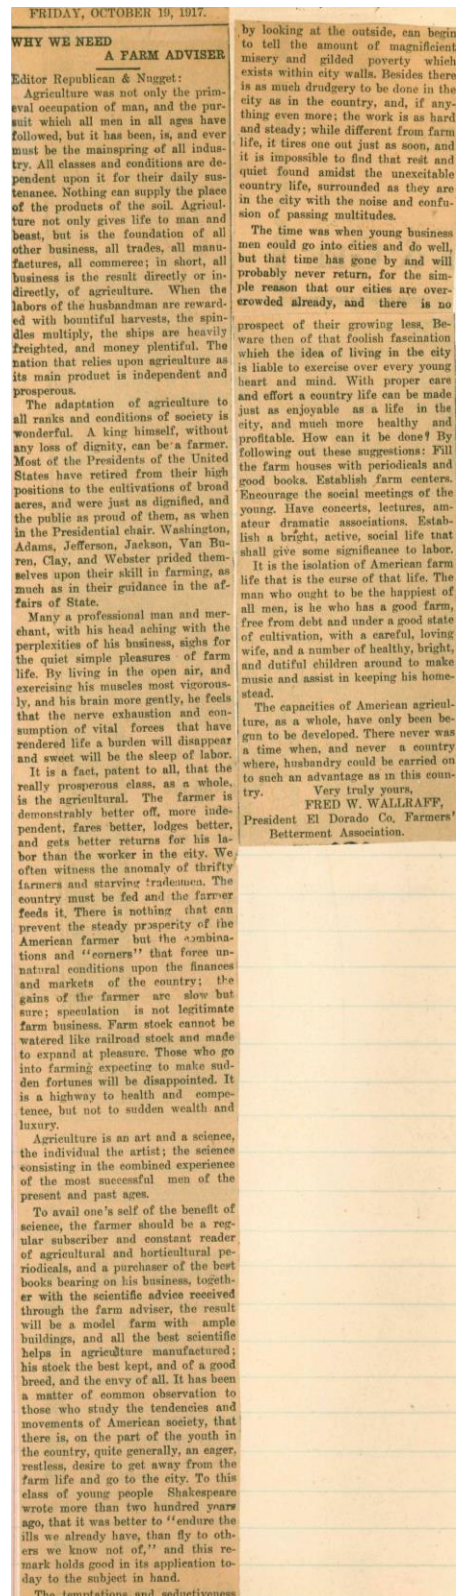 FRIDAY, OCTOBER 19, 1917.
WHY WE NEED
A FARM ADVISER
Editor Republican & Nugget:
Agriculture was not only the prim-
eval occupation of man, and the pur-
suit which all men in all ages have
followed, but it has been, is, and ever
must be the mainspring of all indus-
try. All classes and conditions are de-
pendent upon it for their daily sus-
tenance. Nothing can supply the place
of the products of the soil. Agricul-
ture not only gives life to man and
beast, but is the foundation of all
other business, all trades, all manu-
factures, all commerce; in short, all
business is the result directly or in-
directly, of agriculture. When the
labors of the husbandman are reward-
ed with bountiful harvests, the spin-
dles multiply, the ships are heavily
freighted, and money plentiful. The
nation that relies upon agriculture as
its main product is independent and
prosperous.
The adaptation of agriculture to
all ranks and conditions of society is
wonderful. A king himself, without
any loss of dignity, can be a farmer.
Most of the Presidents of the United
States have retired from their high
positions to the cultivations of broad
acres, and were just as dignified, and
the public as proud of them, as when
in the Presidential chair. Washington,
Adams, Jefferson, Jackson, Van Bu-
ren, Clay, and Webster prided them-
selves upon their skill in farming, as
much as in their guidance in the af-
fairs of State.
Many a professional man and mer-
chant, with his head aching with the
perplexities of his business, sighs for
the quiet simple pleasures of farm
life. By living in the open air, and
exercising his muscles most vigorous-
ly, and his brain more gently, he feels
that the nerve exhaustion and con-
sumption of vital forces that have
rendered life a burden will disappear
and sweet will be the sleep of labor.
It is a fact, patent to all, that the
really prosperous class, as a whole,
is the agricultural. The farmer is
demonstrably better off, more inde-
pendent, fares better, lodges better,
and gets better returns for his la-
bor than the worker in the city. We
often witness the anomaly of thrifty
farmers and starving tradesmen. The
country must be fed and the farmer
feeds it. There is nothing that can
prevent the steady prosperity of the
American farmer but the combina-
tions and "corners" that force un-
natural conditions upon the finances
and markets of the country; the
gains of the farmer are slow but
sure; speculation is not legitimate
farm business. Farm stock cannot be
watered like railroad stock and made
to expand at pleasure. Those who go
into farming expecting to make sud-
den fortunes will be disappointed. It
is a highway to health and compe-
tence, but not to sudden wealth and
luxury.
Agriculture is an art and a science,
the individual the artist; the science
consisting in the combined experience
of the most successful men of the
present and past ages.
To avail one's self of the benefit of
science, the farmer should be a reg-
ular subscriber and constant reader
of agricultural and horticultural pe-
riodicals, and a purchaser of the best
books bearing on his business, togeth-
er with the scientific advice received
through the farm adviser, the result
will be a model farm with ample
buildings, and all the best scientific
helps in agriculture manufactured;
his stock the best kept, and of a good
breed, and the envy of all. It has been
a matter of common observation to
those who study the tendencies and
movements of American society, that
there is, on the part of the youth in
the country, quite generally, an eager,
restless, desire to get away from the
farm life and go to the city. To this
class of young people Shakespeare
wrote more than two hundred years
ago, that it was better to "endure the
ills we already have, than fly to oth-
ers we know not of," and this re-
mark holds good in its application to-
day to the subject in hand.
The temptations and seductiveness
by looking at the outside, can begin
to tell the amount of magnificient
misery and gilded poverty which
exists within city walls. Besides there
is as much drudgery to be done in the
city as in the country, and, if any-
thing even more; the work is as hard
and steady; while different from farm
life, it tires one out just as soon, and
it is impossible to find that rest and
quiet found amidst the unexcitable
country life, surrounded as they are
in the city with the noise and confu-
sion of passing multitudes.
The time was when young business
men could go into cities and do well,
but that time has gone by and will
probably never return, for the sim-
ple reason that our cities are over-
crowded already, and there is no
prospect of their growing less. Be-
ware then of that foolish fascination
which the idea of living in the city
is liable to exercise over every young
heart and mind. With proper care
and effort a country life can be made
just as enjoyable as a life in the
city, and much more healthy and
profitable. How can it be done? By
following out these suggestions: Fill
the farm houses with periodicals and
good books. Establish farm centers.
Encourage the social meetings of the
young. Have concerts, lectures, am-
ateur dramatic associations. Estab-
lish a bright, active, social life tnat
shall give some significance to labor.
It is the isolation of American farm
life that is the curse of that life. The
man who ought to be the happiest of
all men, is he who has a good farm,
free from debt and under a good state
of cultivation, with a careful, loving
wife, and a number of healthy, bright,
and dutiful children around to make
music and assist in keeping his home-
stead.
The capacities of American agricul-
ture, as a whole, have only been be-
gun to be developed. There never was
a time when, and never a country
where, husbandry could be carried on
to such an advantage as in this coun-
try. Very truly yours,
FRED W. WALLRAFF,
President El Dorado Co. Farmers'
Betterment Association.